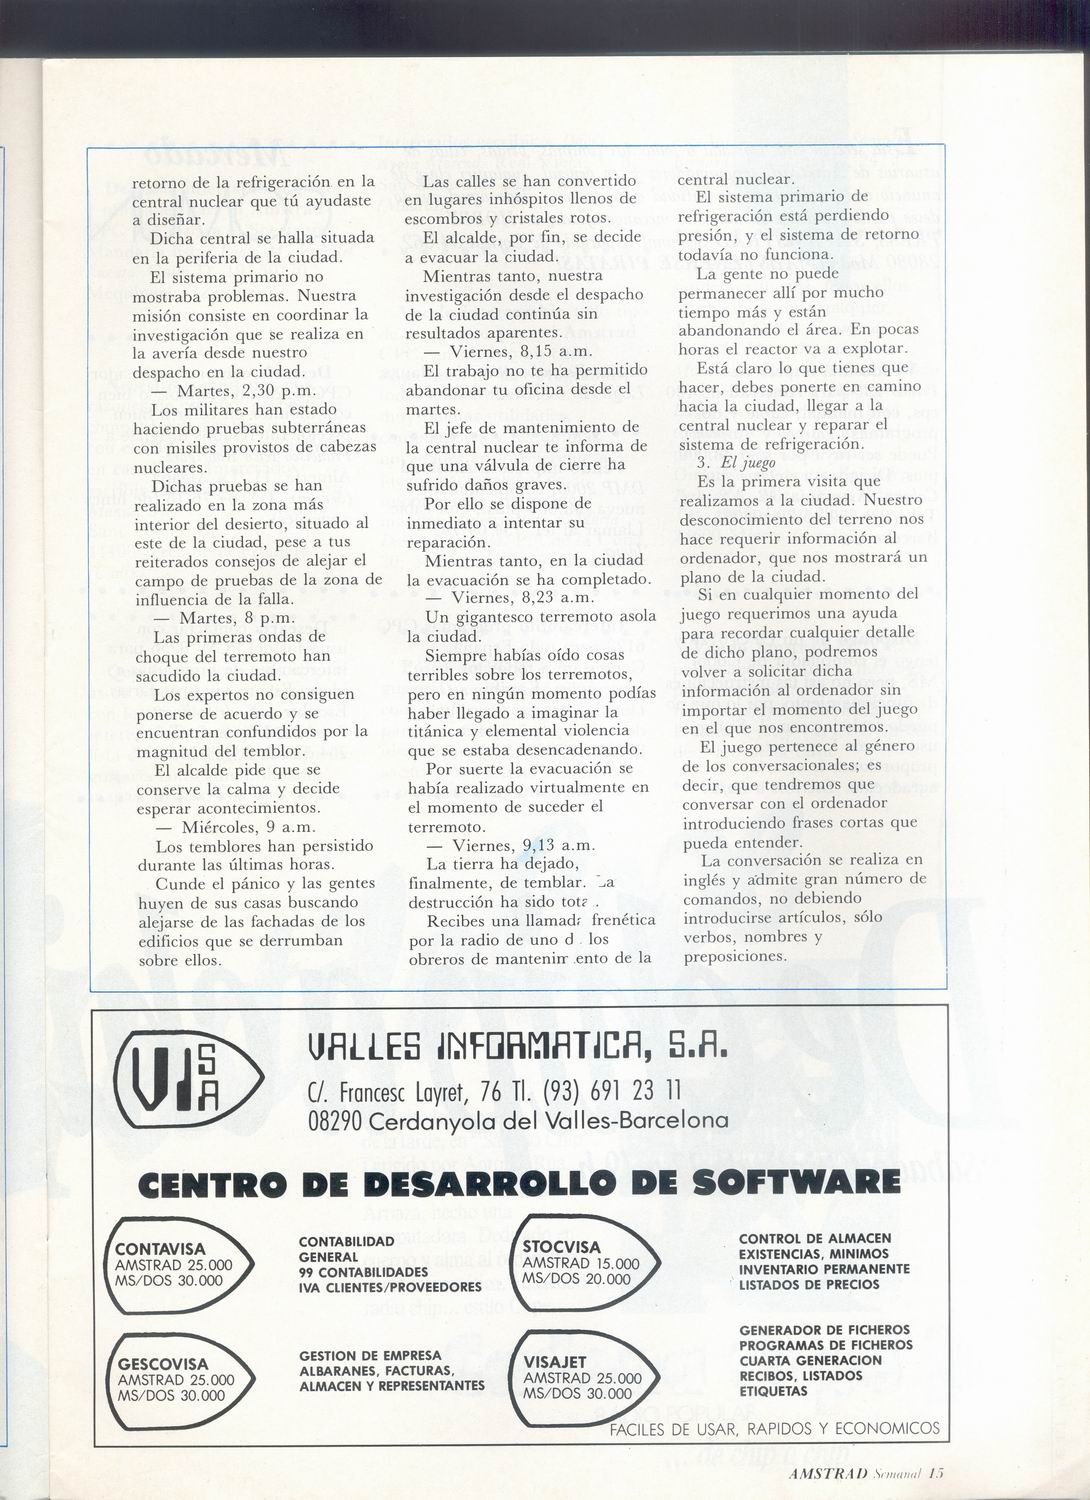 retorno de la refrigeración en la
central nuclear que tú ayudaste
a diseñar.
Dicha central se halla situada
en la periferia de la ciudad.
El sistema primario no
mostraba problemas. Nuestra
misión consiste en coordinar la
investigación que se realiza en
la avería desde nuestro
despacho en la ciudad.
— Martes, 2,30 p.m.
Los militares han estado
haciendo pruebas subterráneas
con misiles provistos de cabezas
nucleares.
Dichas pruebas se han
realizado en la zona más
interior del desierto, situado al
este de la ciudad, pese a tus
reiterados consejos de alejar el
campo de pruebas de la zona de
influencia de la falla.
— Martes, 8 p.m.
Las primeras ondas de
choque del terremoto han
sacudido la ciudad.
Los expertos no consiguen
ponerse de acuerdo y se
encuentran confundidos por la
magnitud del temblor.
El alcalde pide que se
conserve la calma y decide
esperar acontecimientos.
— Miércoles, 9 a.m.
Los temblores han persistido
durante las últimas horas.
Cunde el pánico y las gentes
huyen de sus casas buscando
alejarse de las fachadas de los
edificios que se derrumban
sobre ellos.
Las calles se han convertido
en lugares inhóspitos llenos de
escombros y cristales rotos.
El alcalde, por fin, se decide
a evacuar la ciudad.
Mientras tanto, nuestra
investigación desde el despacho
de la ciudad continúa sin
resultados aparentes.
— Viernes, 8,15 a.m.
El trabajo no te ha permitido
abandonar tu oficina desde el
martes.
El jefe de mantenimiento de
la central nuclear te informa de
que una válvula de cierre ha
sufrido daños graves.
Por ello se dispone de
inmediato a intentar su
reparación.
Mientras tanto, en la ciudad
la evacuación se ha completado.
— Viernes, 8,23 a.m.
Un gigantesco terremoto asola
la ciudad.
Siempre habías oído cosas
terribles sobre los terremotos,
pero en ningún momento podías
haber llegado a imaginar la
titánica y elemental violencia
que se estaba desencadenando.
Por suerte la evacuación se
había realizado virtualmente en
el momento de suceder el
terremoto.
— Viernes, 9,13 a.m.
La tierra ha dejado,
finalmente, de temblar. La
destrucción ha sido tota .
Recibes una llamada frenética
por la radio de uno d los
obreros de mantenim ento de la
central nuclear.
El sistema primario de
refrigeración está perdiendo
presión, y el sistema de retorno
todavía no funciona.
La gente no puede
permanecer allí por mucho
tiempo más y están
abandonando el área. En pocas
horas el reactor va a explotar.
Está claro lo que tienes que
hacer, debes ponerte en camino
hacia la ciudad, llegar a la
central nuclear y reparar el
sistema de refrigeración.
3. El juego
Es la primera visita que
realizamos a la ciudad. Nuestro
desconocimiento del terreno nos
hace requerir información al
ordenador, que nos mostrará un
plano de la ciudad.
Si en cualquier momento del
juego requerimos una ayuda
para recordar cualquier detalle
de dicho plano, podremos
volver a solicitar dicha
información al ordenador sin
importar el momento del juego
en el que nos encontremos.
El juego pertenece al género
de los conversacionales; es
decir, que tendremos que
conversar con el ordenador
introduciendo frases cortas que
pueda entender.
La conversación se realiza en
inglés y admite gran número de
comandos, no debiendo
introducirse artículos, sólo
verbos, nombres y
preposiciones.
VISA
VALLES INFORMATICA, S.A.
C/. Francesc Layret, 76 Tl. (93) 691 23 11
08290 Cerdanyola del Valles-Barcelona
CENTRO DE DESARROLLO DE SOFTWARE
CONTAVISA
AMSTRAD 25.000
MS/DOS 30.000
CONTABILIDAD
GENERAL
99 CONTABILIDADES
IVA CLIENTES/PROVEEDORES
STOCVISA
AMSTRAD 15.000
MS/DOS 20.000
CONTROL DE ALMACEN
EXISTENCIAS, MINIMOS
INVENTARIO PERMANENTE
LISTADOS DE PRECIOS
GESCOVISA
AMSTRAD 25.000
MS/DOS 30.000
GESTION DE EMPRESA
ALBARANES, FACTURAS,
ALMACEN Y REPRESENTANTES
VISAJET
AMSTRAD 25.000
MS/DOS 30.000
GENERADOR DE FICHEROS
PROGRAMAS DE FICHEROS
CUARTA GENERACION
RECIBOS, LISTADOS
ETIQUETAS
FACILES DE USAR, RAPIDOS Y ECONOMICOS
AMSTRAD Semanal 15